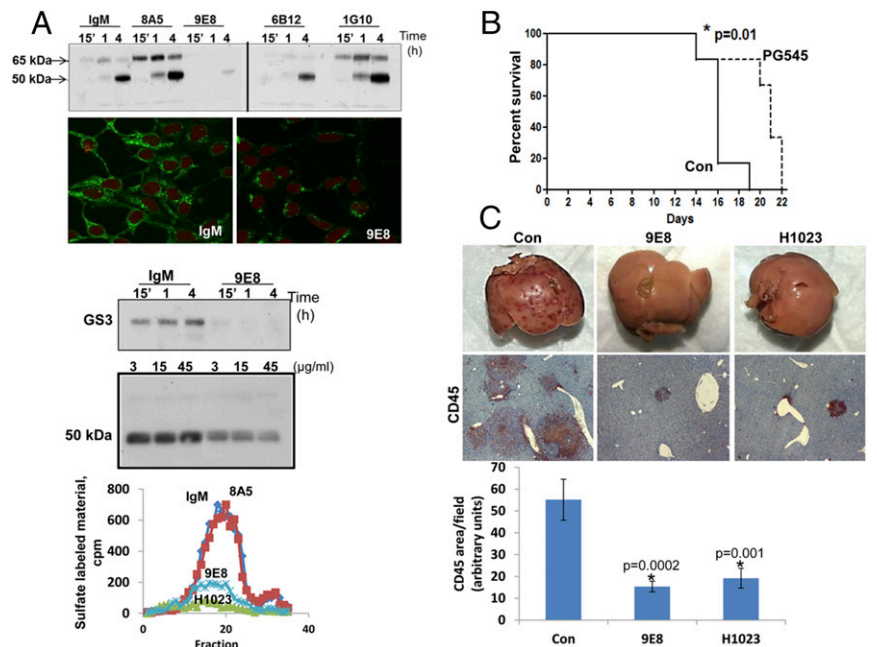 A
IgM 8A5 9E8 6B12 1G10
15' 1 4 15' 1 4 15' 1 4 15' 1 4 15' 1 4 Time (h)
65 kDa
50 kDa
IgM
9E8
IgM 9E8
15' 1 4 15' 1 4 Time (h)
GS3
3 15 45 3 15 45 (µg/ml)
50 kDa
Sulfate labeled material, cpm
800
600
400
200
0
IgM
8A5
9E8
H1023
0 20 40
Fraction
B
* p=0.01
PG545
Con
Percent survival
100
80
60
40
20
0
0 2 4 6 8 10 12 14 16 18 20 22
Days
C
Con 9E8 H1023
CD45
CD45 area/field
(arbitrary units)
70
60
50
40
30
20
10
0
p=0.0002
*
p=0.001
*
Con 9E8 H1023